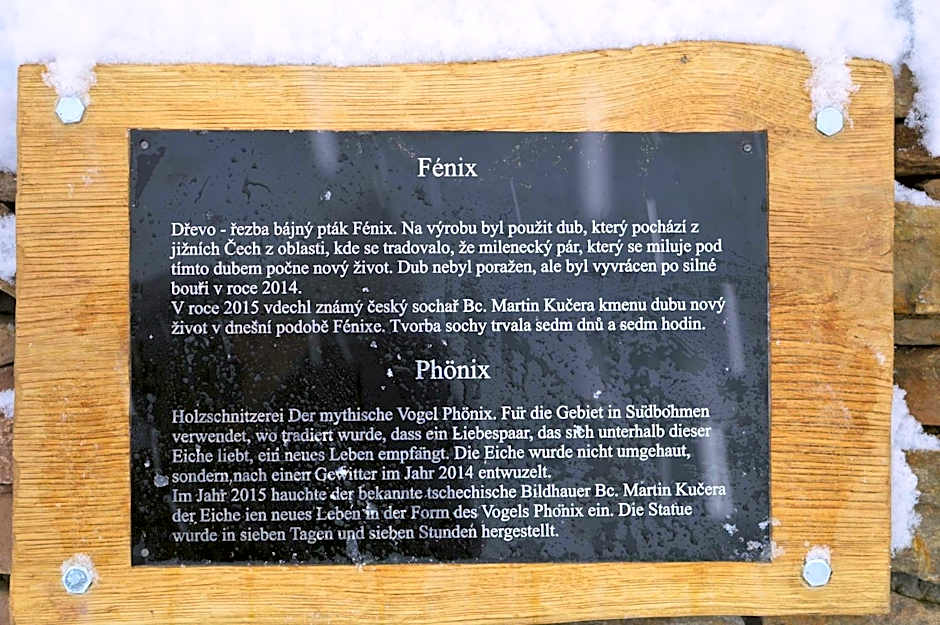 Fénix
Dřevo - řezba bájný pták Fénix. Na výrobu byl použit dub, který pochází z
jižních Čech z oblasti, kde se tradovalo, že milenecký pár, který se miluje pod
tímto dubem počne nový život. Dub nebyl poražen, ale byl vyvrácen po silné
bouři v roce 2014.
V roce 2015 vdechl známý český sochař Bc. Martin Kučera kmenu dubu nový
život v dnešní podobě Fénixe. Tvorba sochy trvala sedm dnů a sedm hodin.
Phönix
Holzschnitzerei Der mythische Vogel Phönix. Für die Gebiet in Südböhmen
verwendet, wo tradiert wurde, dass ein Liebespaar, das sich unterhalb dieser
Eiche liebt, ein neues Leben empfängt. Die Eiche wurde nicht umgehaut,
sondern nach einen Gewitter im Jahr 2014 entwuzelt.
Im Jahr 2015 hauchte der bekannte tschechische Bildhauer Bc. Martin Kučera
der Eiche ien neues Leben in der Form des Vogels Phönix ein. Die Statue
wurde in sieben Tagen und sieben Stunden hergestellt.